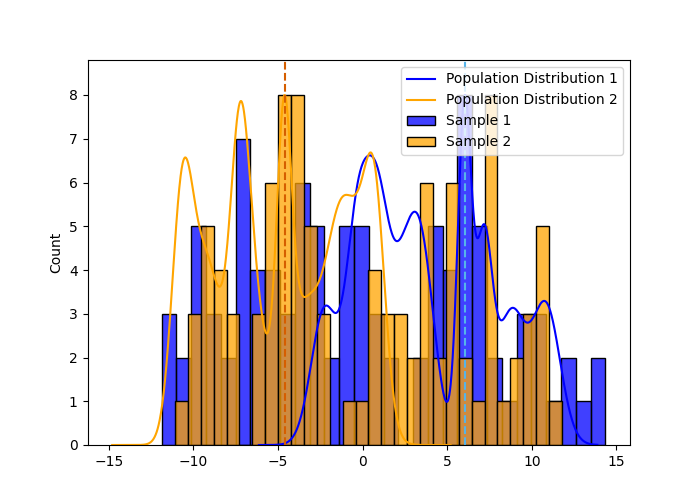 Population Distribution 1
Population Distribution 2
Sample 1
Sample 2
Count
8
7
6
5
4
3
2
1
0
−15 −10 −5 0 5 10 15